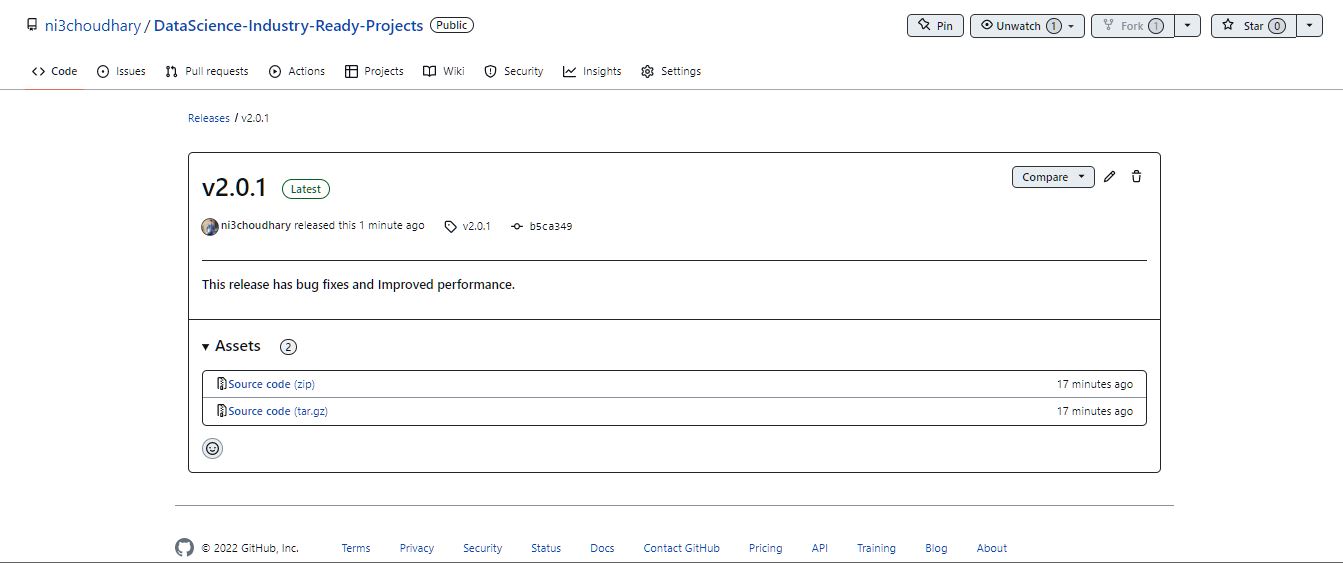 ni3choudhary / DataScience-Industry-Ready-Projects Public Pin Unwatch 1 Fork 1 Star 0
Code Issues Pull requests Actions Projects Wiki Security Insights Settings
Releases / v2.0.1
v2.0.1 Latest Compare
ni3choudhary released this 1 minute ago v2.0.1 b5ca349
This release has bug fixes and Improved performance.
Assets 2
Source code (zip) 17 minutes ago
Source code (tar.gz) 17 minutes ago
© 2022 GitHub, Inc. Terms Privacy Security Status Docs Contact GitHub Pricing API Training Blog About